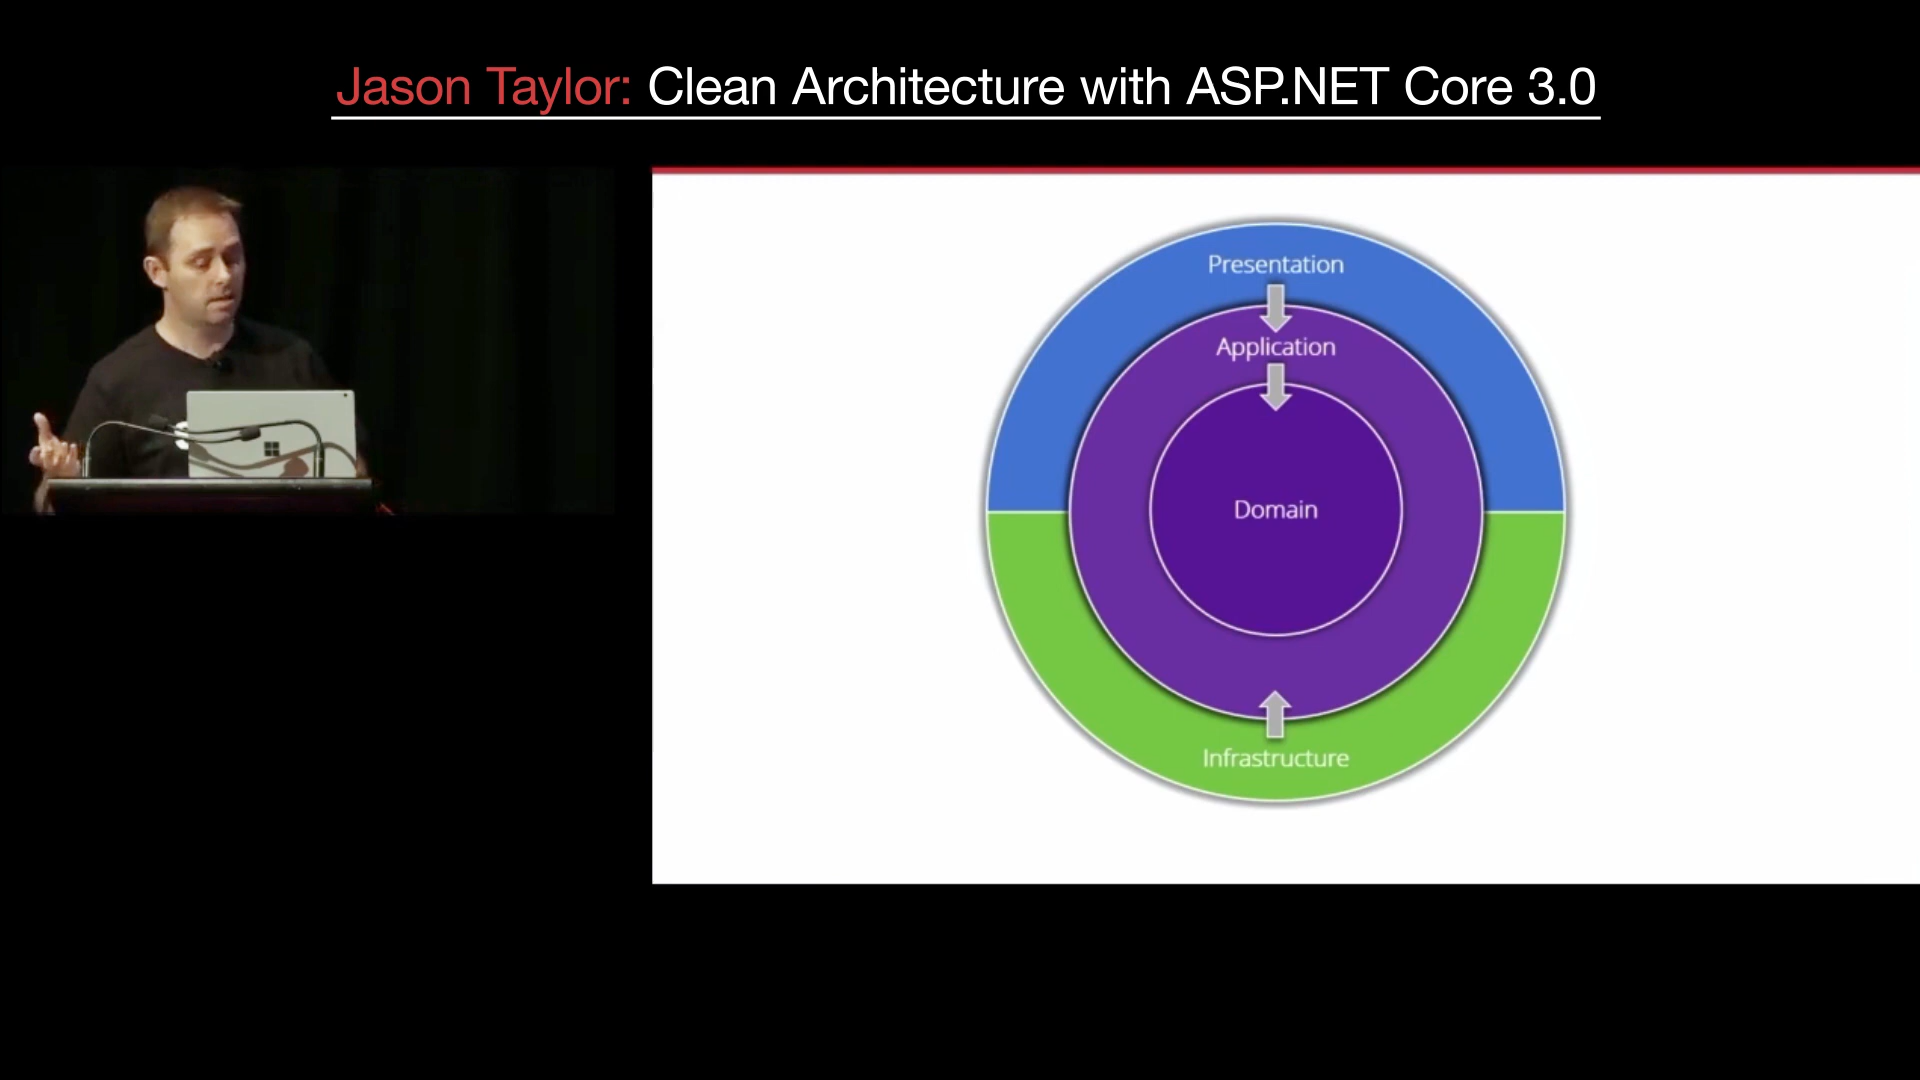 Jason Taylor: Clean Architecture with ASP.NET Core 3.0
Presentation
Application
Domain
Infrastructure